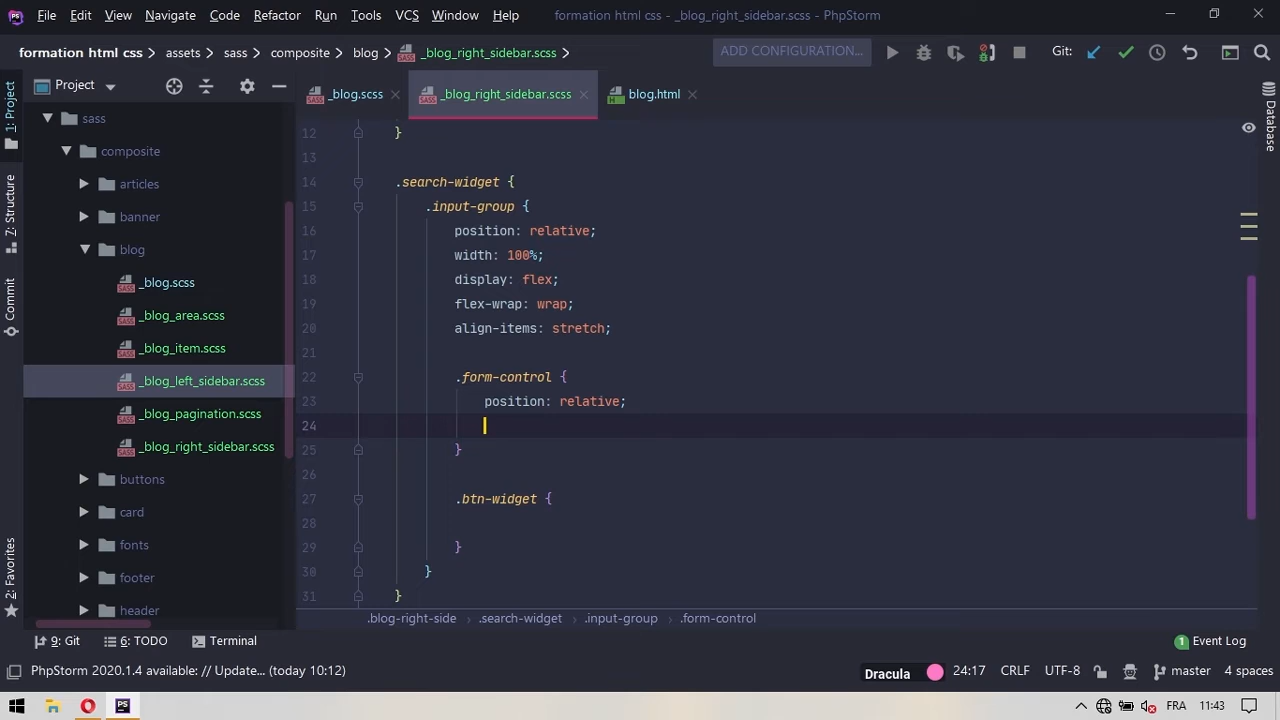 File Edit View Navigate Code Refactor Run Tools VCS Window Help formation html css - _blog_right_sidebar.scss - PhpStorm
formation html css assets sass composite blog _blog_right_sidebar.scss ADD CONFIGURATION... Git:
Project
_blog.scss _blog_right_sidebar.scss blog.html
sass
composite
articles
banner
blog
_blog.scss
_blog_area.scss
_blog_item.scss
_blog_left_sidebar.scss
_blog_pagination.scss
_blog_right_sidebar.scss
buttons
card
fonts
footer
header
1: Project
Z: Structure
Commit
2: Favorites
12 }
13
14 .search-widget {
15 .input-group {
16 position: relative;
17 width: 100%;
18 display: flex;
19 flex-wrap: wrap;
20 align-items: stretch;
21
22 .form-control {
23 position: relative;
24
25 }
26
27 .btn-widget {
28
29 }
30 }
31 }
Database
.blog-right-side .search-widget .input-group .form-control
9: Git 6: TODO Terminal 1 Event Log
PhpStorm 2020.1.4 available: // Update... (today 10:12) Dracula 24:17 CRLF UTF-8 master 4 spaces
PS FRA 11:43